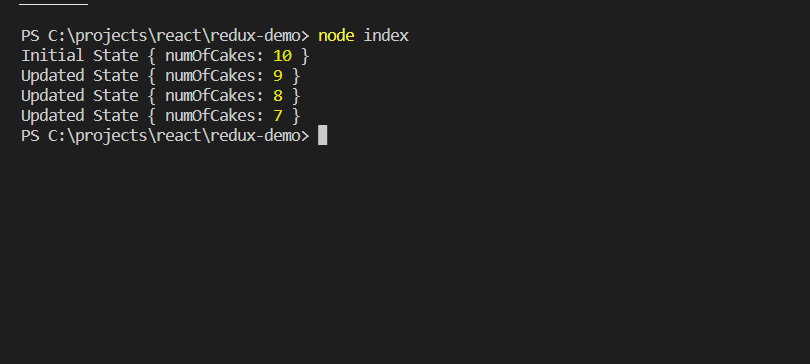 PS C:\projects\react\redux-demo> node index
Initial State { numOfCakes: 10 }
Updated State { numOfCakes: 9 }
Updated State { numOfCakes: 8 }
Updated State { numOfCakes: 7 }
PS C:\projects\react\redux-demo>